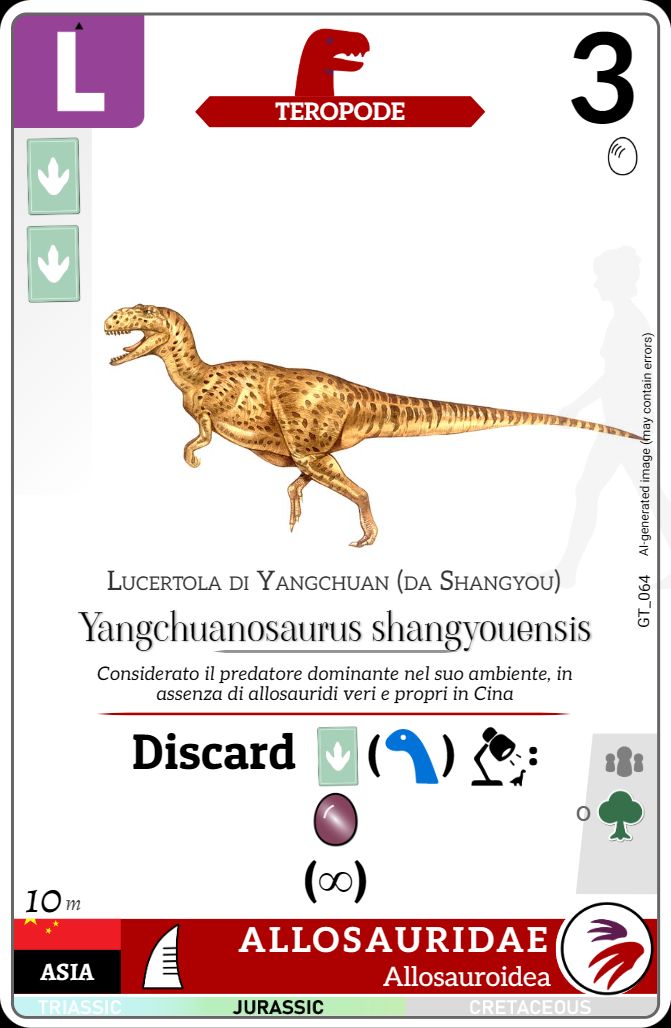 L
TEROPODE
3
AI-generated image (may contain errors)
GT_064
Lucertola di Yangchuan (da Shangyou)
Yangchuanosaurus shangyouensis
Considerato il predatore dominante nel suo ambiente, in
assenza di allosauridi veri e propri in Cina
Discard ( ) :
(∞)
O
10 m
ASIA
ALLOSAURIDAE
Allosauroidea
TRIASSIC JURASSIC CRETACEOUS